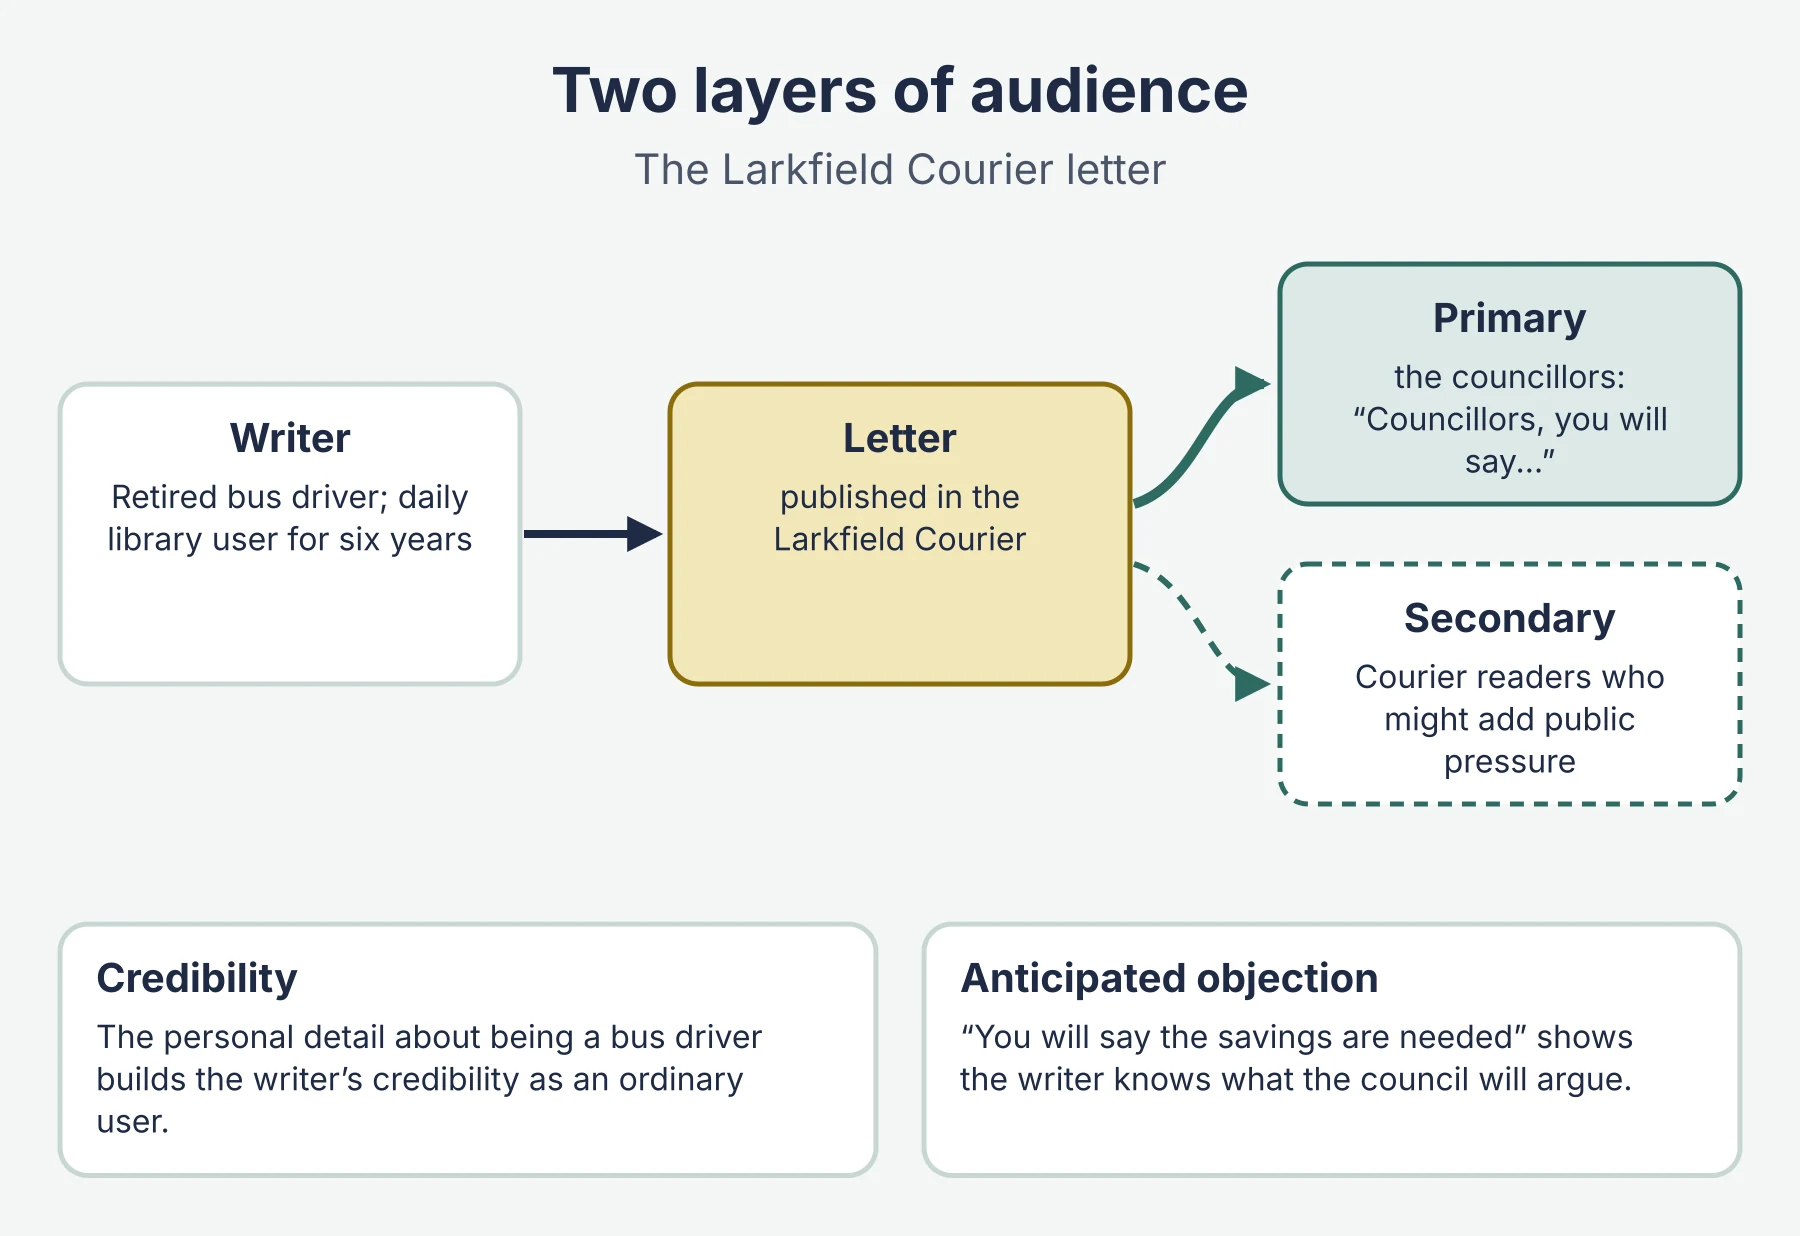 Two layers of audience
The Larkfield Courier letter
Writer
Retired bus driver; daily
library user for six years
Letter
published in the
Larkfield Courier
Primary
the councillors:
“Councillors, you will
say…”
Secondary
Courier readers who
might add public
pressure
Credibility
The personal detail about being a bus driver
builds the writer’s credibility as an ordinary
user.
Anticipated objection
“You will say the savings are needed” shows
the writer knows what the council will argue.